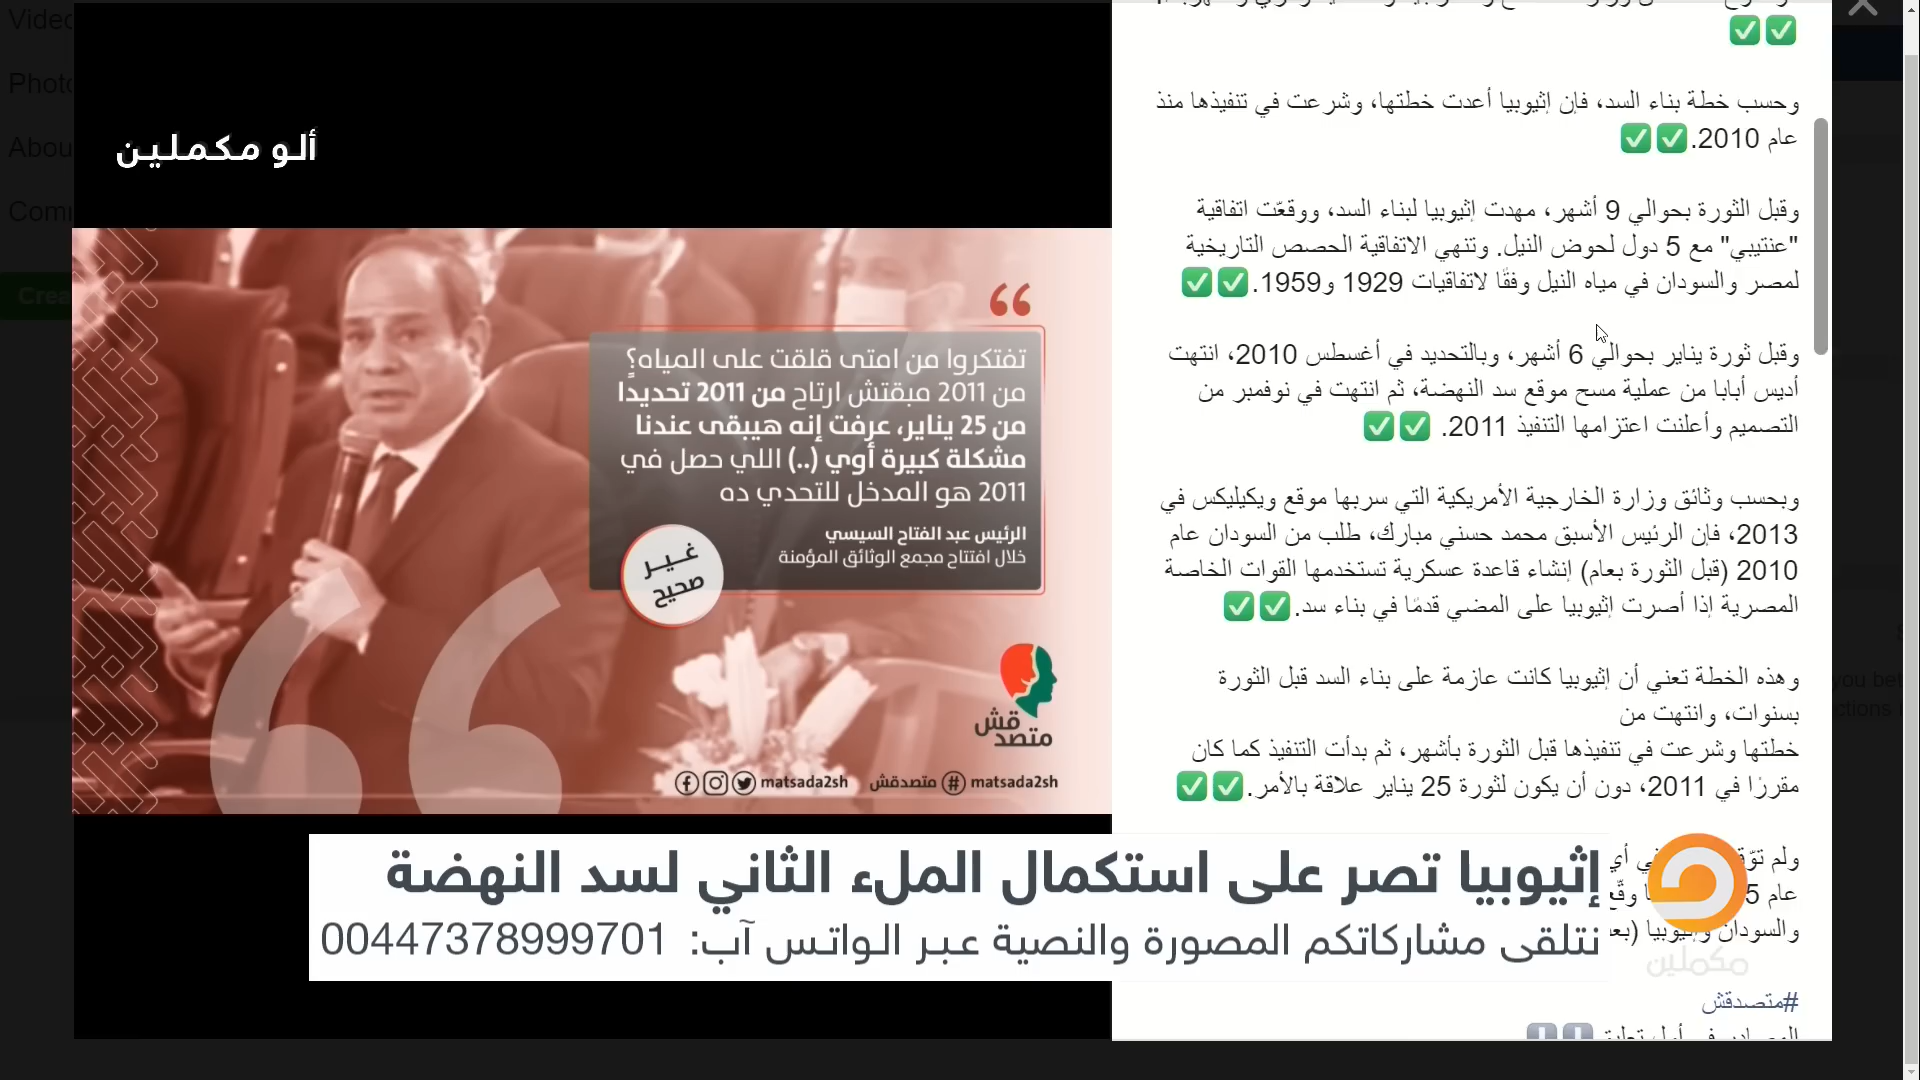 ألو مكملين
تفتكروا من امتى قلقت على المياه؟
من 2011 مبقتش ارتاح من 2011 تحديدًا
من 25 يناير، عرفت إنه هيبقى عندنا
مشكلة كبيرة أوي (..) اللي حصل في
2011 هو المدخل للتحدي ده
الرئيس عبد الفتاح السيسي
خلال افتتاح مجمع الوثائق المؤمنة
غير
صحيح
متصدقش
matsada2sh متصدقش # matsada2sh
وحسب خطة بناء السد، فإن إثيوبيا أعدت خطتها، وشرعت في تنفيذها منذ
عام 2010.✅✅
وقبل الثورة بحوالي 9 أشهر، مهدت إثيوبيا لبناء السد، ووقعّت اتفاقية
"عنتيبي" مع 5 دول لحوض النيل. وتنهي الاتفاقية الحصص التاريخية
لمصر والسودان في مياه النيل وفقًا لاتفاقيات 1929 و1959.✅✅
وقبل ثورة يناير بحوالي 6 أشهر، وبالتحديد في أغسطس 2010، انتهت
أديس أبابا من عملية مسح موقع سد النهضة، ثم انتهت في نوفمبر من
التصميم وأعلنت اعتزامها التنفيذ 2011. ✅✅
وبحسب وثائق وزارة الخارجية الأمريكية التي سربها موقع ويكيليكس في
2013، فإن الرئيس الأسبق محمد حسني مبارك، طلب من السودان عام
2010 (قبل الثورة بعام) إنشاء قاعدة عسكرية تستخدمها القوات الخاصة
المصرية إذا أصرت إثيوبيا على المضي قدمًا في بناء سد.✅✅
وهذه الخطة تعني أن إثيوبيا كانت عازمة على بناء السد قبل الثورة
بسنوات، وانتهت من
خطتها وشرعت في تنفيذها قبل الثورة بأشهر، ثم بدأت التنفيذ كما كان
مقررًا في 2011، دون أن يكون لثورة 25 يناير علاقة بالأمر.✅✅
ولم
عام
والسودان وإثيوبيا
#متصدقش
إثيوبيا تصر على استكمال الملء الثاني لسد النهضة
نتلقى مشاركاتكم المصورة والنصية عبر الواتس آب: 00447378999701
مكملين